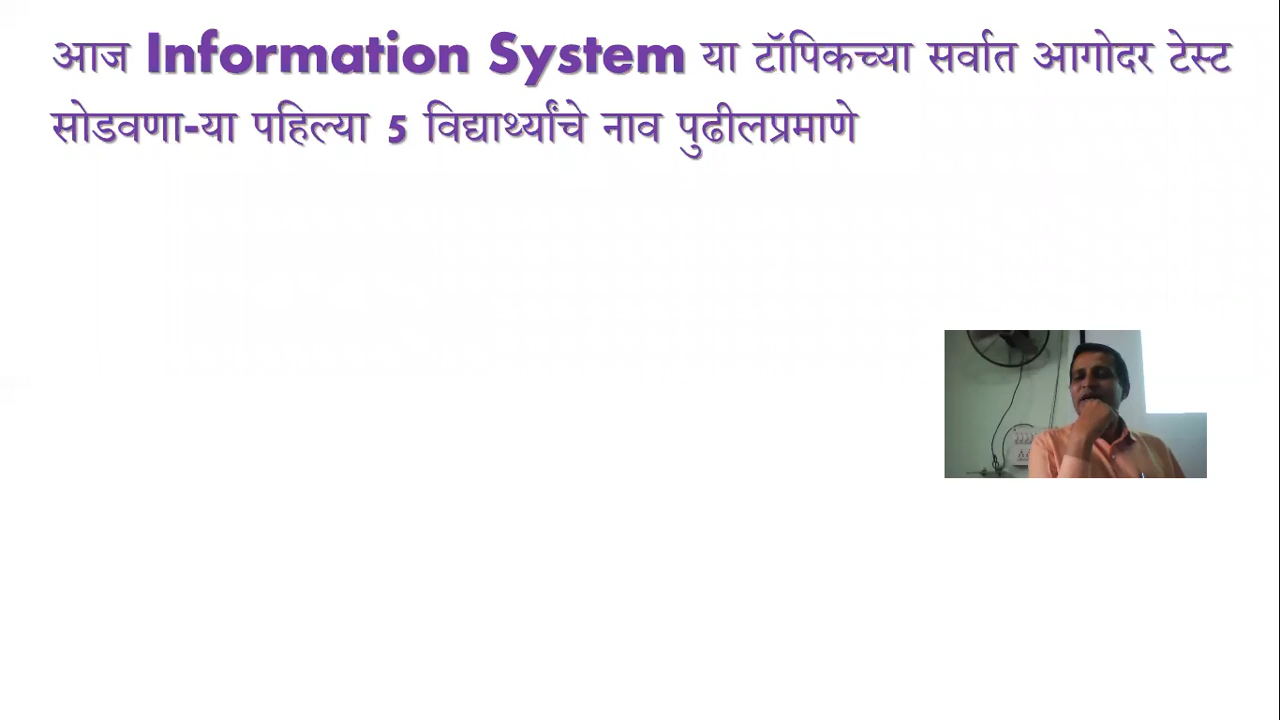 आज Information System या टॉपिकच्या सर्वात आगोदर टेस्ट
सोडवणा-या पहिल्या 5 विद्यार्थ्यांचे नाव पुढीलप्रमाणे